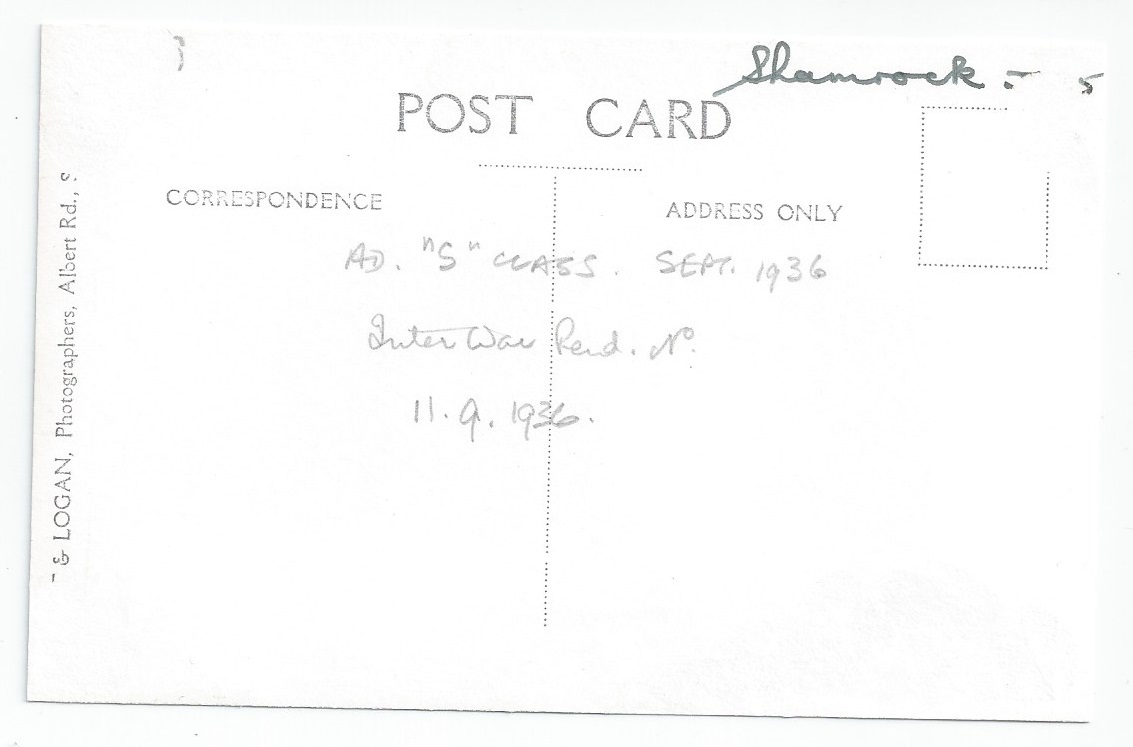 Shamrock 5
POST CARD
CORRESPONDENCE
ADDRESS ONLY
AD. "S" CLASS. SEPT. 1936
Inter War Pend. No.
11.9.1936.
& LOGAN, Photographers, Albert Rd., S